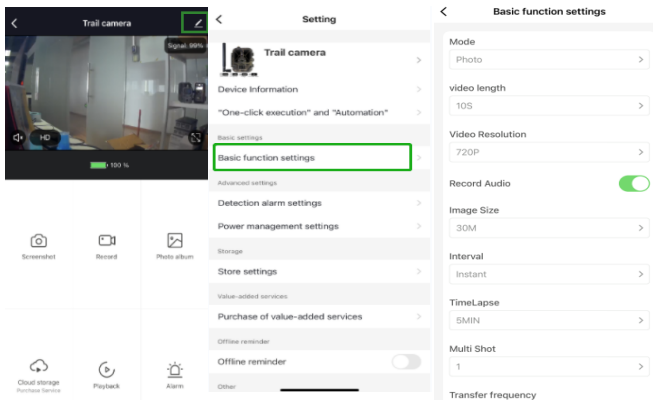 Trail camera
Signal: 99%
HD
100 %
Screenshot
Record
Photo album
Cloud storage
Purchase Service
Playback
Alarm
Setting
Trail camera
Device Information
"One-click execution" and "Automation"
Basic settings
Basic function settings
Advanced settings
Detection alarm settings
Power management settings
Storage
Store settings
Value-added services
Purchase of value-added services
Offline reminder
Offline reminder
Other
Basic function settings
Mode
Photo
video length
10S
Video Resolution
720P
Record Audio
Image Size
30M
Interval
Instant
TimeLapse
5MIN
Multi Shot
1
Transfer frequency